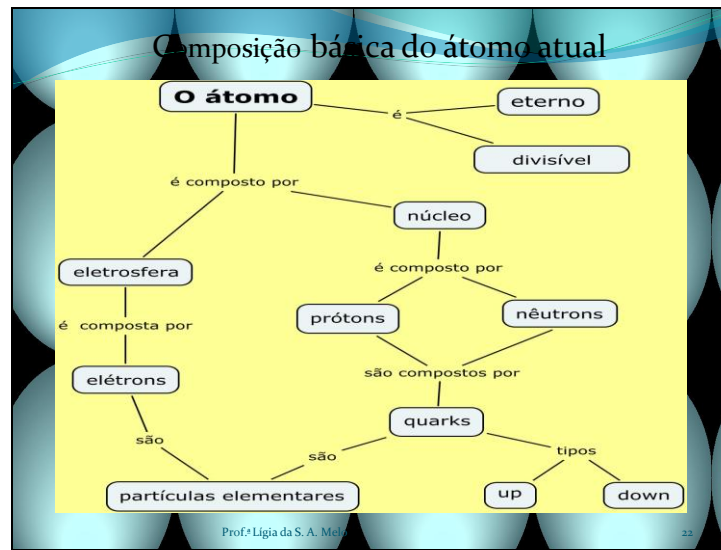 Composição básica do átomo atual
O átomo
é
eterno
divisível
é composto por
núcleo
eletrosfera
é composto por
é composta por
prótons
nêutrons
elétrons
são compostos por
quarks
são
são
tipos
partículas elementares
up
down
Prof.ª Lígia da S. A. Melo
22